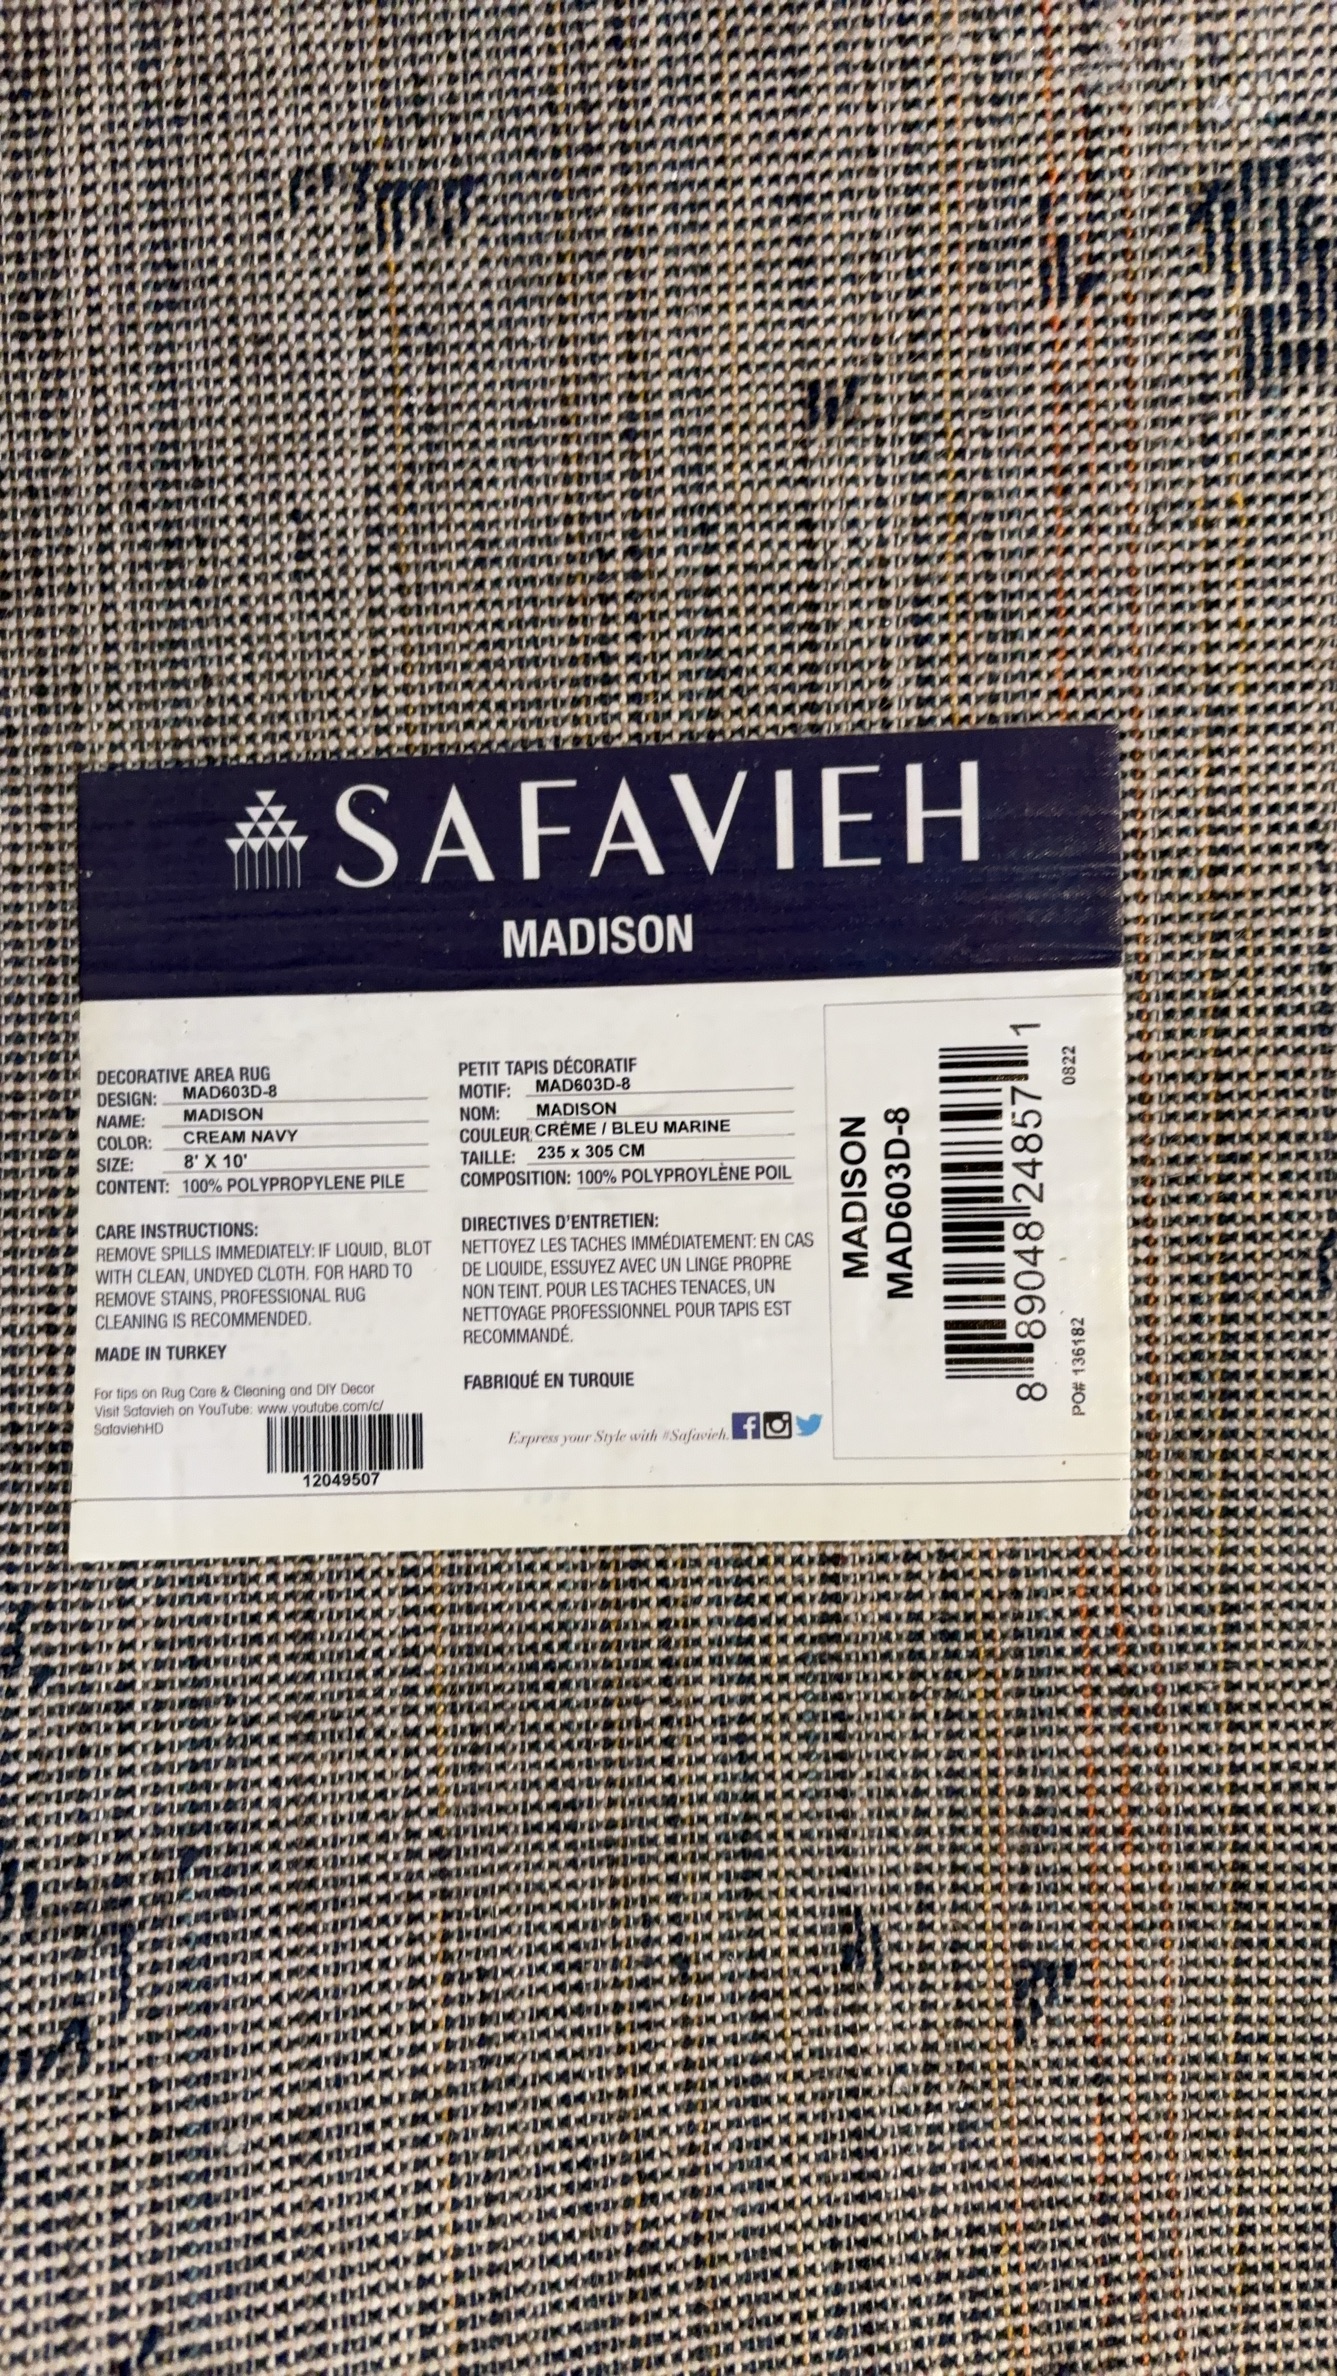 SAFAVIEH
MADISON
DECORATIVE AREA RUG
DESIGN: MAD603D-8
NAME: MADISON
COLOR: CREAM NAVY
SIZE: 8' X 10'
CONTENT: 100% POLYPROPYLENE PILE
CARE INSTRUCTIONS:
REMOVE SPILLS IMMEDIATELY: IF LIQUID, BLOT
WITH CLEAN, UNDYED CLOTH. FOR HARD TO
REMOVE STAINS, PROFESSIONAL RUG
CLEANING IS RECOMMENDED.
MADE IN TURKEY
For tips on Rug Care & Cleaning and DIY Decor
Visit Safavieh on YouTube: www.youtube.com/c/
SafaviehHD
12049507
PETIT TAPIS DÉCORATIF
MOTIF: MAD603D-8
NOM: MADISON
COULEUR: CRÈME / BLEU MARINE
TAILLE: 235 x 305 CM
COMPOSITION: 100% POLYPROYLÈNE POIL
DIRECTIVES D'ENTRETIEN:
NETTOYEZ LES TACHES IMMÉDIATEMENT: EN CAS
DE LIQUIDE, ESSUYEZ AVEC UN LINGE PROPRE
NON TEINT. POUR LES TACHES TENACES, UN
NETTOYAGE PROFESSIONNEL POUR TAPIS EST
RECOMMANDÉ.
FABRIQUÉ EN TURQUIE
Express your Style with #Safavieh.
MADISON
MAD603D-8
8 89048 24857 1
0822
PO# 136182